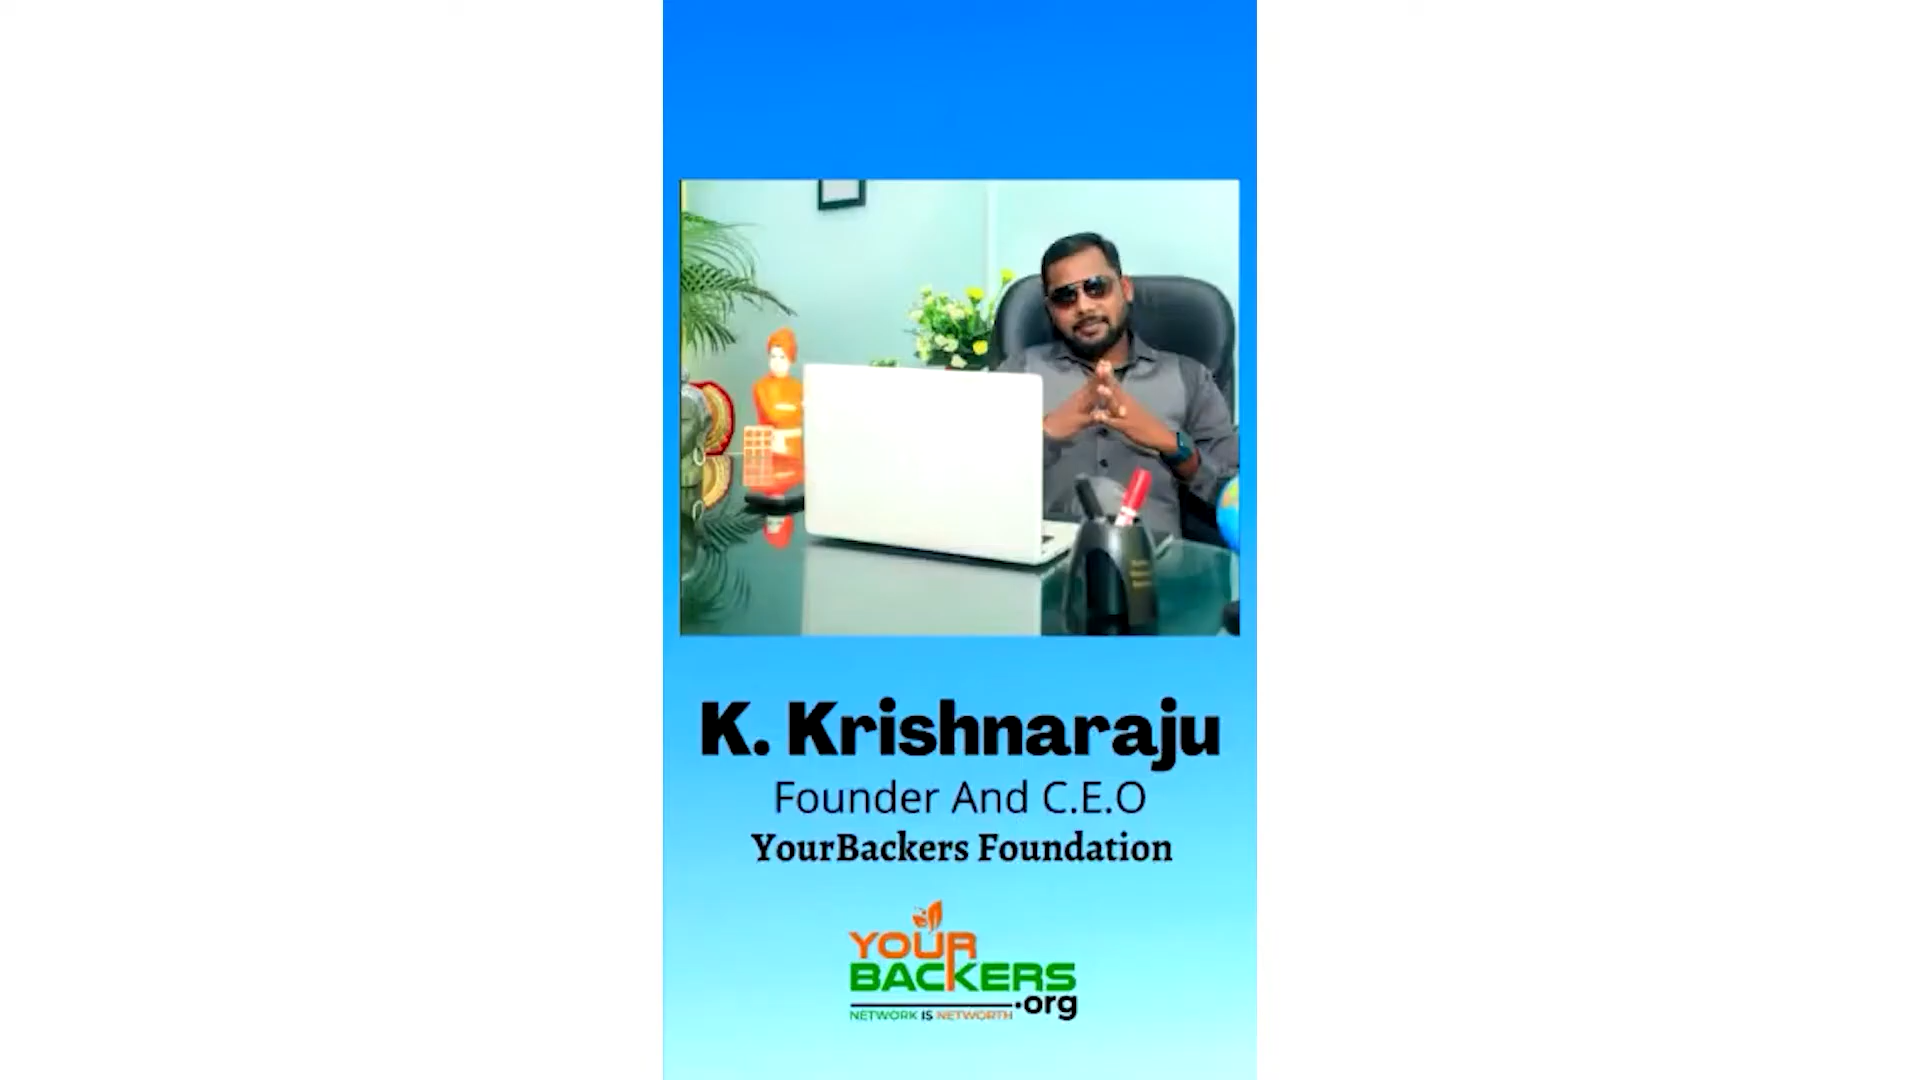 K. Krishnaraju
Founder And C.E.O
YourBackers Foundation
YOUR
BACKERS
.org
NETWORK IS NETWORTH